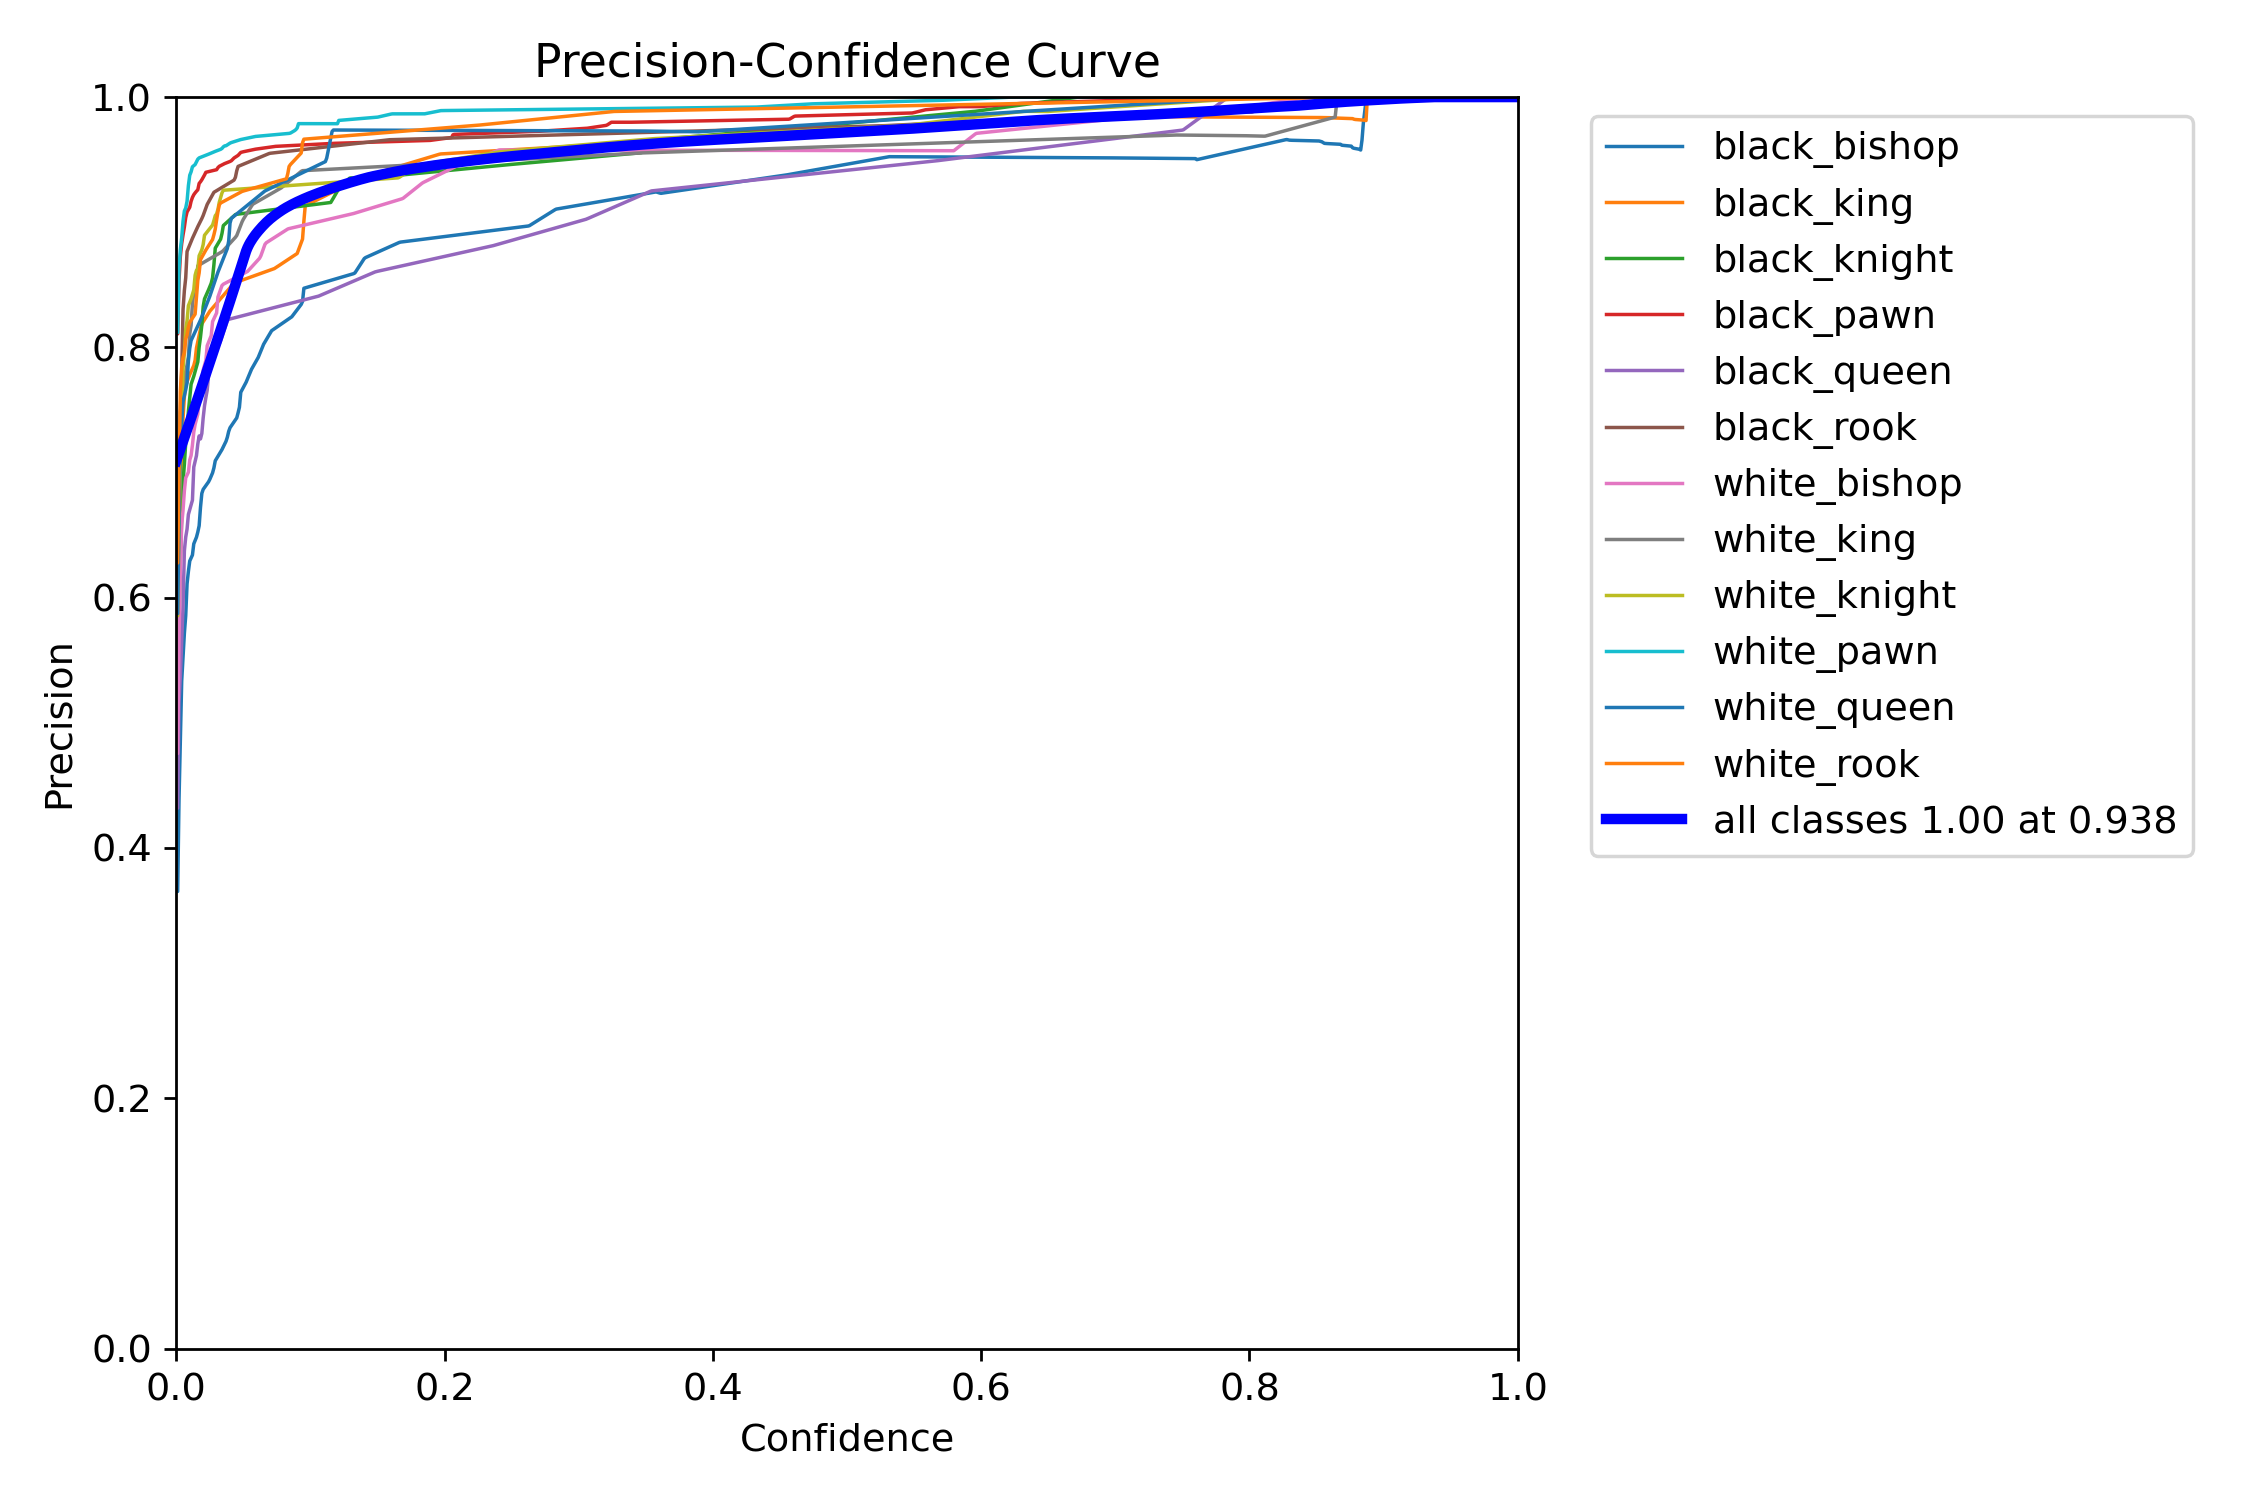 Precision-Confidence Curve
1.0
0.8
0.6
0.4
0.2
0.0
Precision
0.0 0.2 0.4 0.6 0.8 1.0
Confidence
black_bishop
black_king
black_knight
black_pawn
black_queen
black_rook
white_bishop
white_king
white_knight
white_pawn
white_queen
white_rook
all classes 1.00 at 0.938